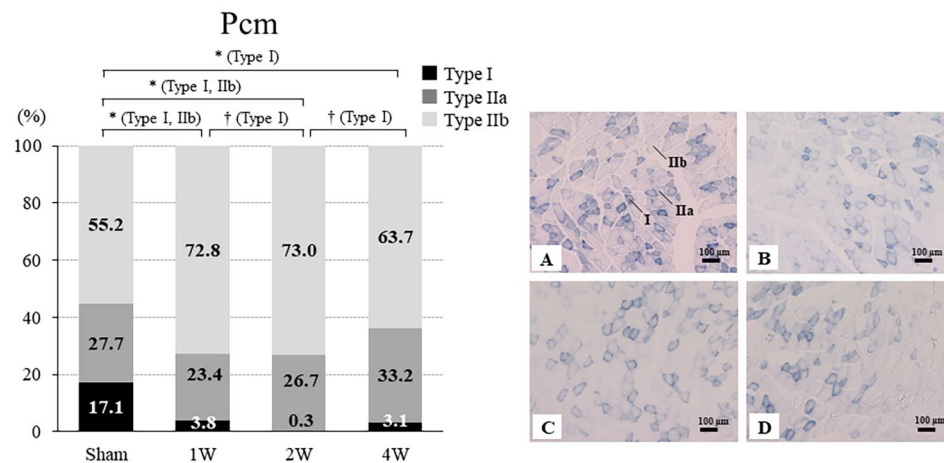 Pcm
* (Type I)
* (Type I, IIb)
* (Type I, IIb) † (Type I) † (Type I)
Type I
Type IIa
Type IIb
(%)
100
80
60
40
20
0
55.2 72.8 73.0 63.7
27.7 23.4 26.7 33.2
17.1 3.8 0.3 3.1
Sham 1W 2W 4W
IIb
IIa
I
A 100 μm
B 100 μm
C 100 μm
D 100 μm